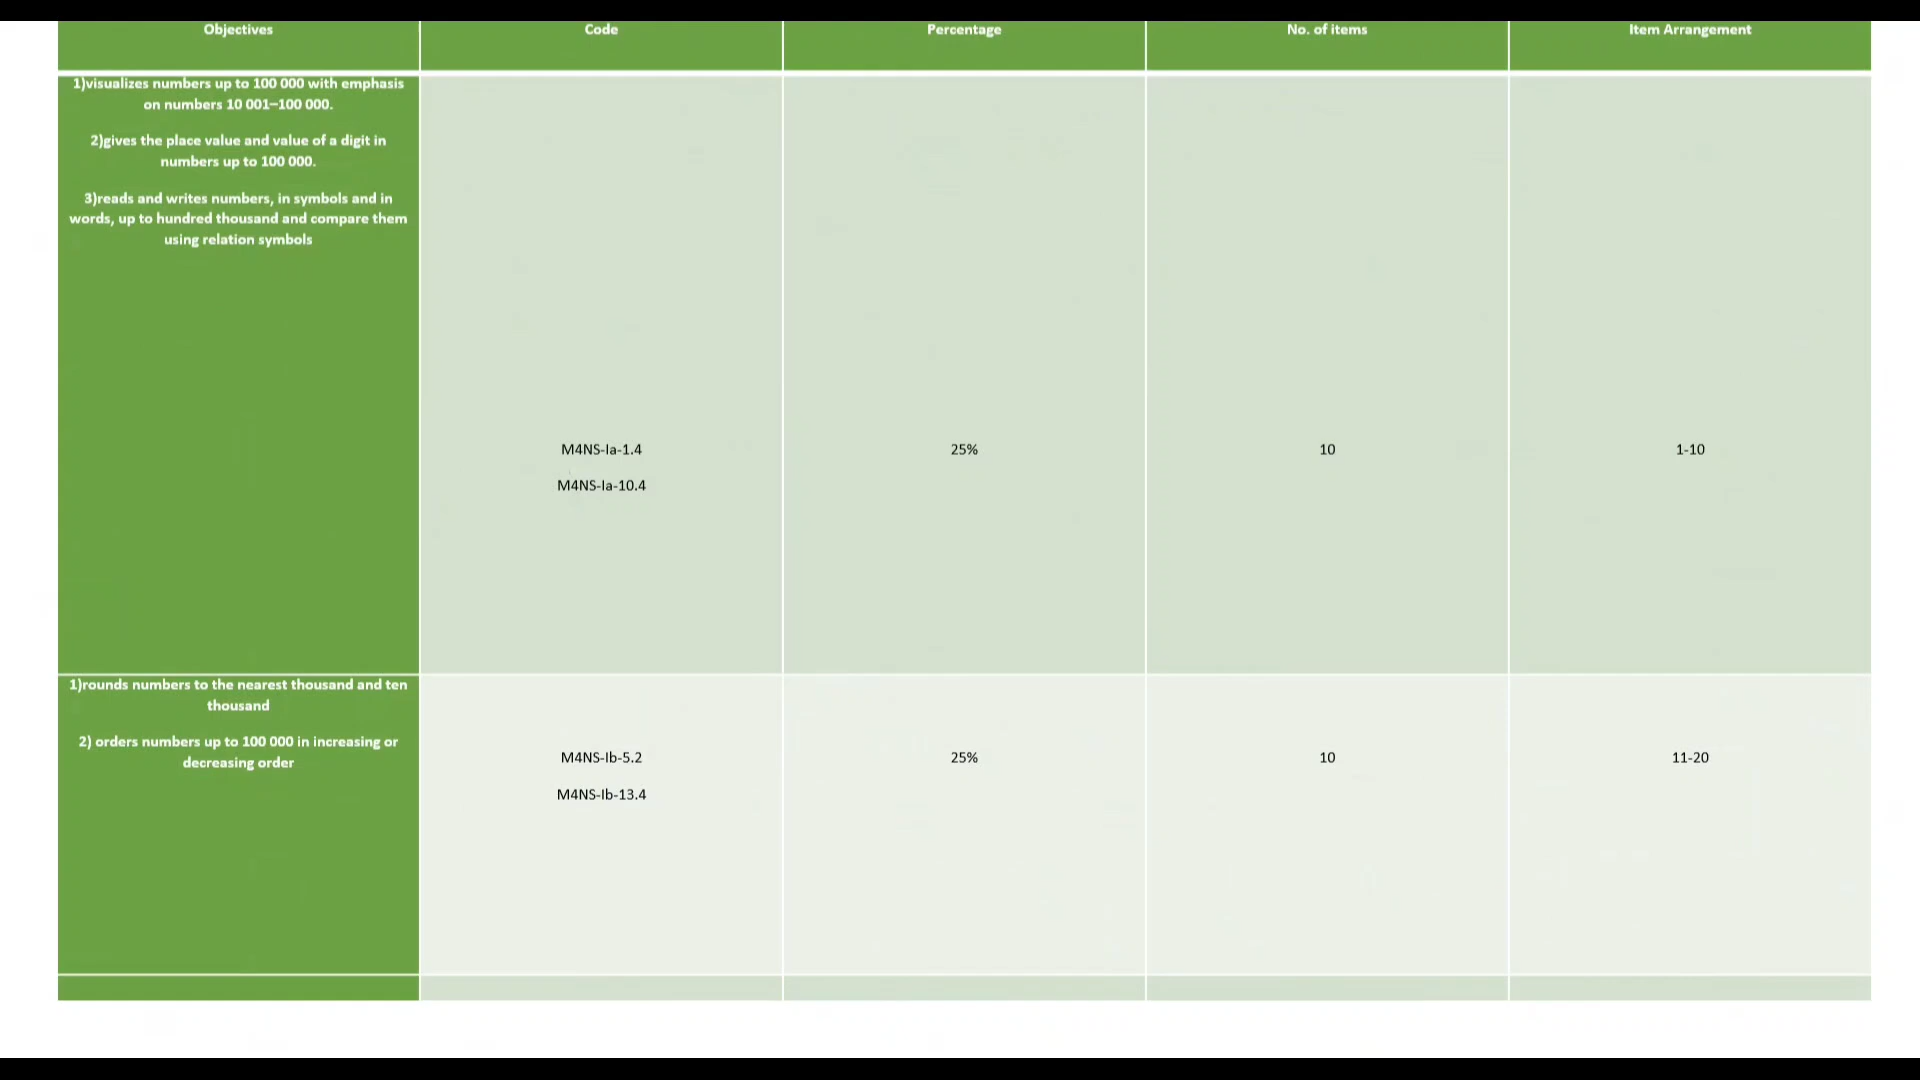 Objectives
Code
Percentage
No. of items
Item Arrangement
1)visualizes numbers up to 100 000 with emphasis
on numbers 10 001–100 000.
2)gives the place value and value of a digit in
numbers up to 100 000.
3)reads and writes numbers, in symbols and in
words, up to hundred thousand and compare them
using relation symbols
M4NS-Ia-1.4
M4NS-Ia-10.4
25%
10
1-10
1)rounds numbers to the nearest thousand and ten
thousand
2) orders numbers up to 100 000 in increasing or
decreasing order
M4NS-Ib-5.2
M4NS-Ib-13.4
25%
10
11-20